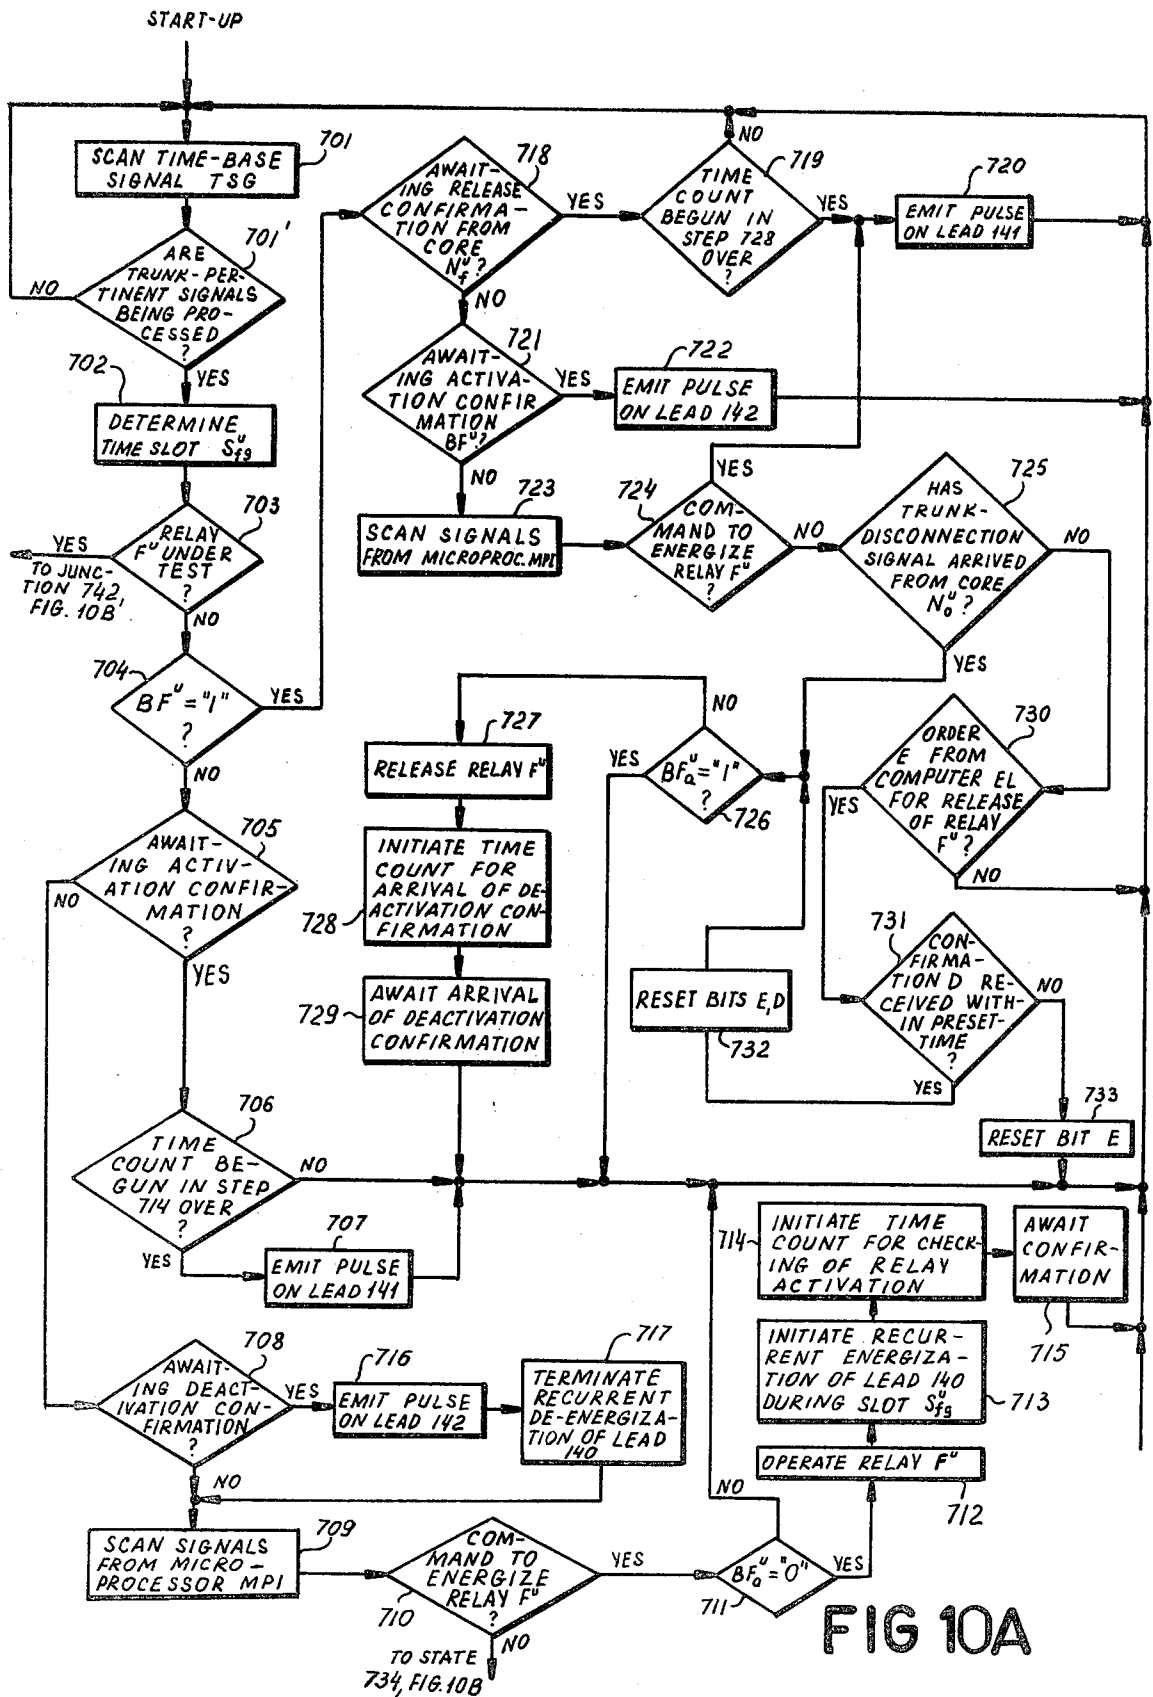 START-UP
701
SCAN TIME-BASE
SIGNAL TSG
701'
ARE
TRUNK-PER-
TINENT SIGNALS
BEING PRO-
CESSED
?
NO
YES
702
DETERMINE
TIME SLOT S^u_fg
703
RELAY
F^u UNDER
TEST
?
YES
TO JUNC-
TION 742,
FIG. 10B'
NO
704
BF^u = "1"
?
YES
NO
705
AWAIT-
ING ACTIV-
ATION CONFIR-
MATION
?
NO
YES
706
TIME
COUNT BE-
GUN IN STEP
714 OVER
?
NO
YES
707
EMIT PULSE
ON LEAD 141
708
AWAIT-
ING DEACT-
IVATION CON-
FIRMATION
?
YES
NO
716
EMIT PULSE
ON LEAD 142
717
TERMINATE
RECURRENT
DE-ENERGIZA-
TION OF LEAD
140
709
SCAN SIGNALS
FROM MICRO-
PROCESSOR MPI
710
COM-
MAND TO
ENERGIZE
RELAY F^u
?
YES
NO
TO STATE
734, FIG. 10B
711
BF^u_a = "0"
NO
YES
712
OPERATE RELAY F^u
713
INITIATE RECUR-
RENT ENERGIZA-
TION OF LEAD 140
DURING SLOT S^u_fg
714
INITIATE TIME
COUNT FOR CHECK-
ING OF RELAY
ACTIVATION
715
AWAIT
CONFIR-
MATION
718
AWAIT-
ING RELEASE
CONFIRMA-
TION FROM
CORE
N^u_f ?
YES
NO
719
TIME
COUNT
BEGUN IN
STEP 728
OVER
?
NO
YES
720
EMIT PULSE
ON LEAD 141
721
AWAIT-
ING ACTIVA-
TION CONFIR
MATION
BF^u ?
YES
NO
722
EMIT PULSE
ON LEAD 142
723
SCAN SIGNALS
FROM MICROPROC. MPI
724
COM-
MAND TO
ENERGIZE
RELAY F^u
?
YES
NO
725
HAS
TRUNK-
DISCONNECTION
SIGNAL ARRIVED
FROM CORE
N^u_o ?
NO
YES
726
BF^u_a = "1"
?
NO
YES
727
RELEASE RELAY F^u
728
INITIATE TIME
COUNT FOR
ARRIVAL OF DE-
ACTIVATION CON-
FIRMATION
729
AWAIT ARRIVAL
OF DEACTIVATION
CONFIRMATION
730
ORDER
E FROM
COMPUTER EL
FOR RELEASE
OF RELAY
F^u ?
YES
NO
731
CON-
FIRMA-
TION D RE-
CEIVED WITH-
IN PRESET-
TIME
?
NO
YES
732
RESET BITS E,D
733
RESET BIT E
FIG 10A